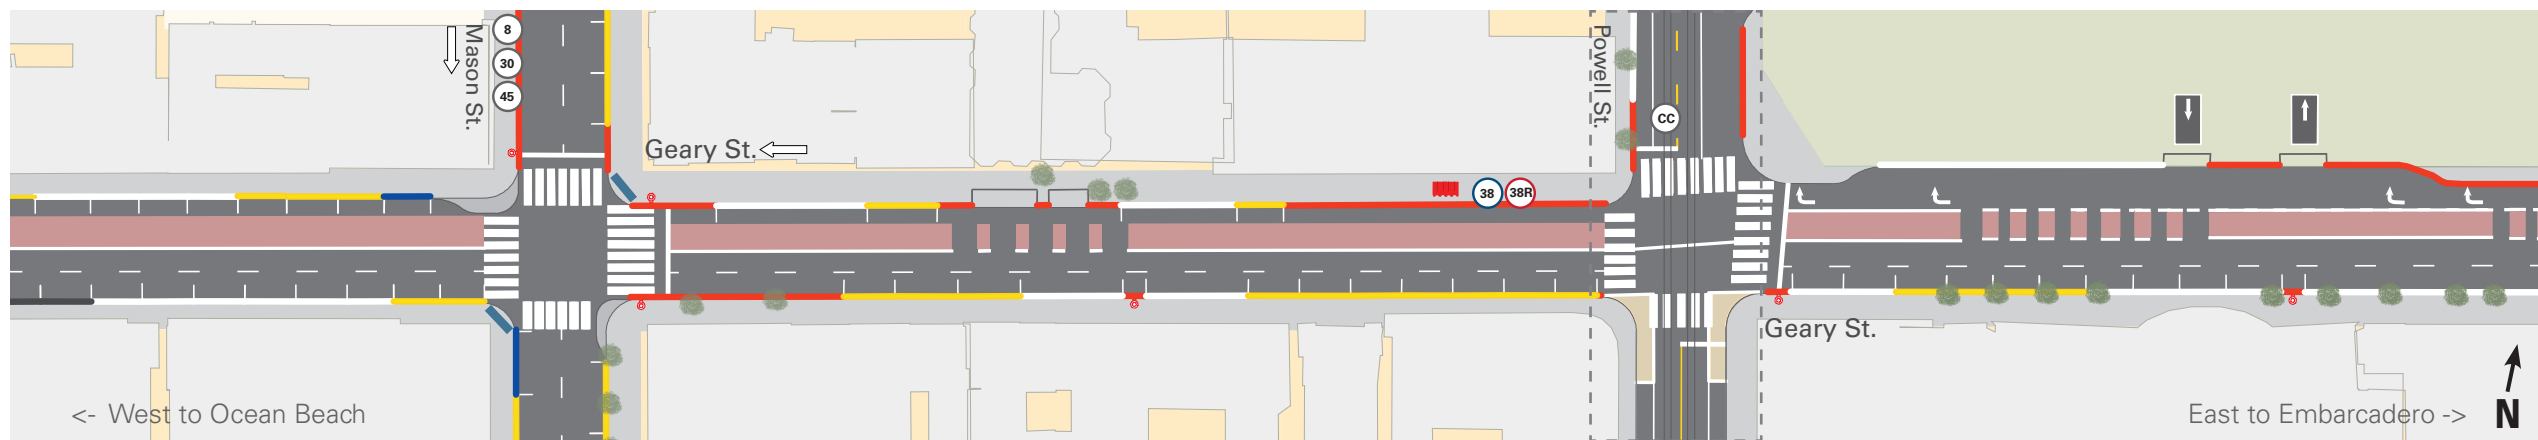 Mason St.
8
30
45
Geary St.
38
38R
Powell St.
CC
Geary St.
<- West to Ocean Beach
East to Embarcadero ->
N